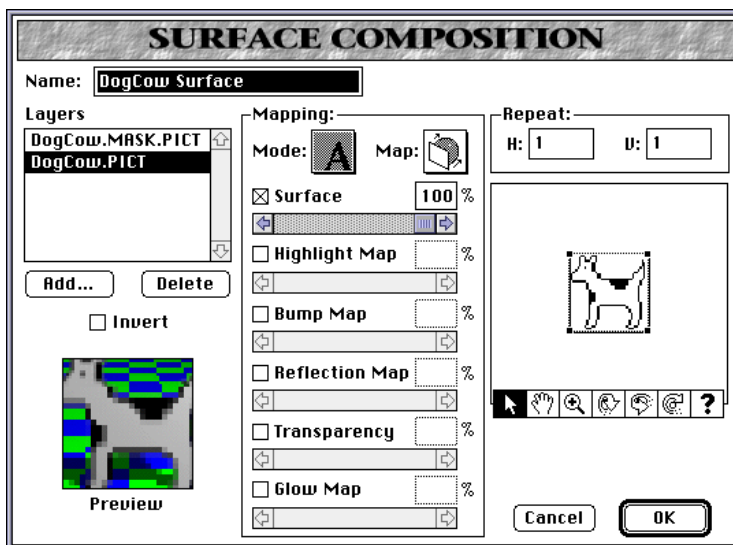 SURFACE COMPOSITION
Name: DogCow Surface
Layers
DogCow.MASK.PICT
DogCow.PICT
Add... Delete
Invert
Preview
Mapping:
Mode: A Map:
Surface 100 %
Highlight Map %
Bump Map %
Reflection Map %
Transparency %
Glow Map %
Repeat:
H: 1 V: 1
?
Cancel OK